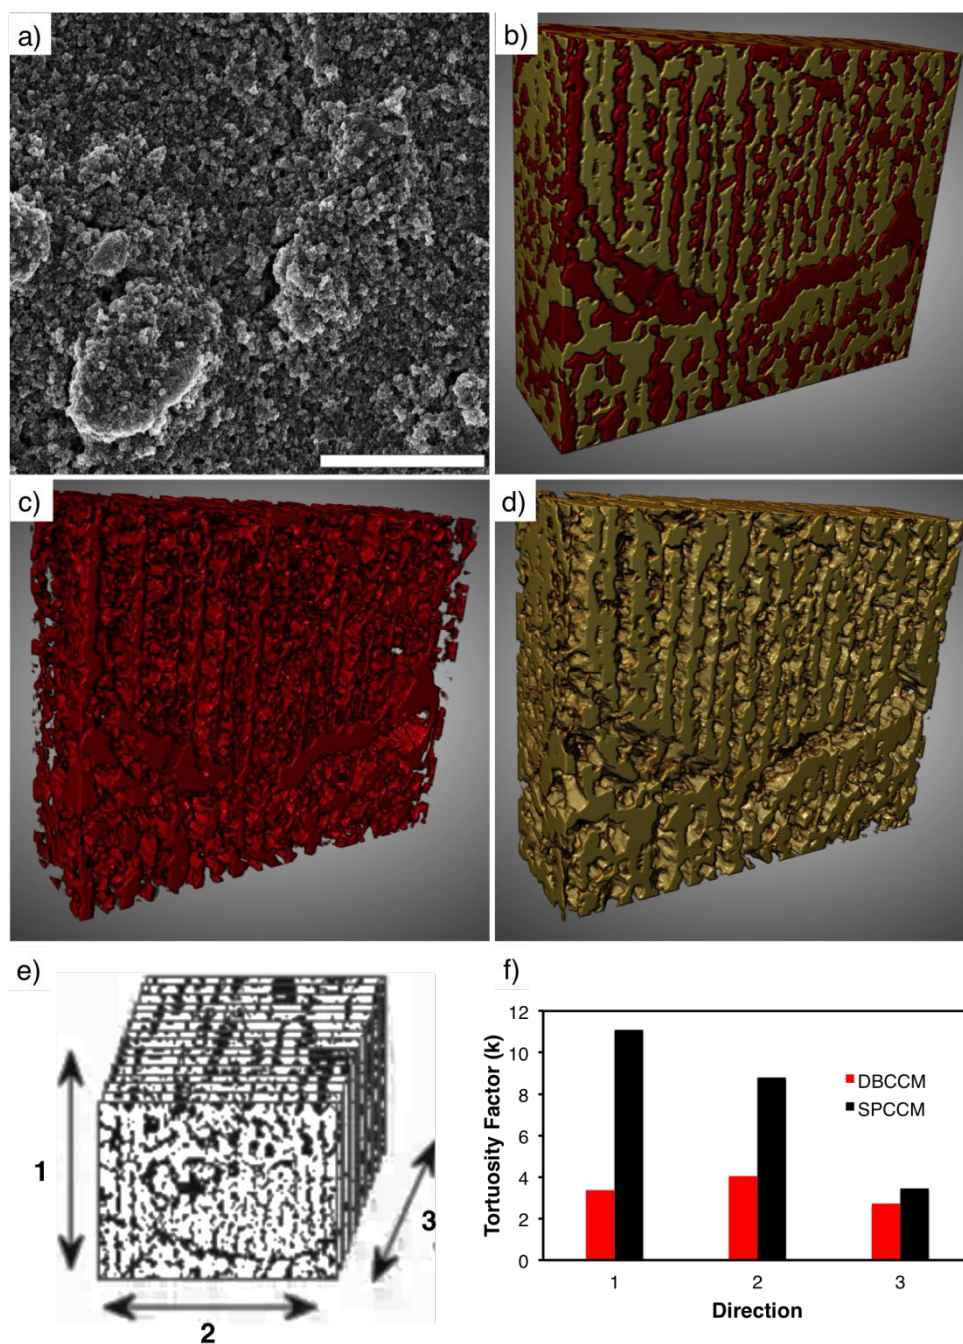 a)
b)
c)
d)
e)
1
2
3
f)
Tortuosity Factor (k)
12
10
8
6
4
2
0
DBCCM
SPCCM
1 2 3
Direction